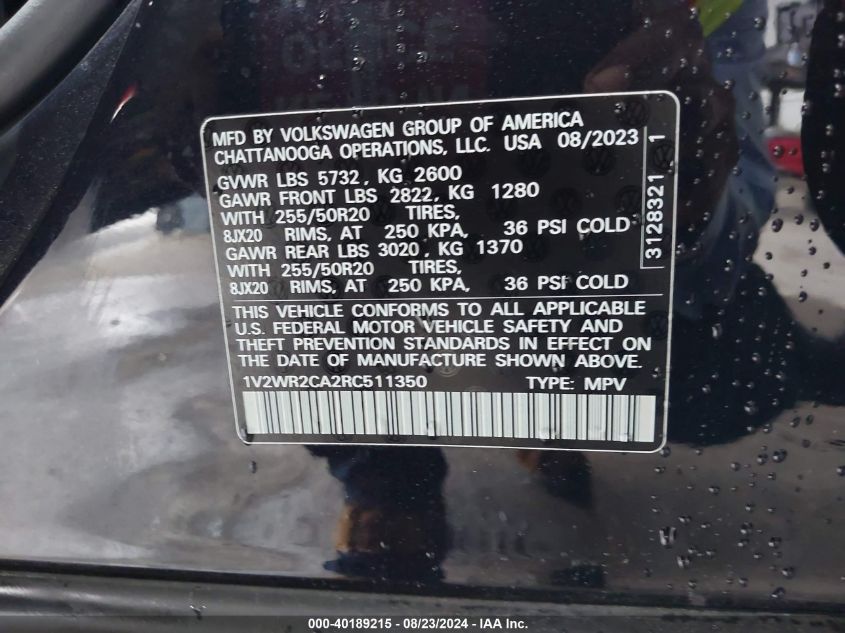 MFD BY VOLKSWAGEN GROUP OF AMERICA
CHATTANOOGA OPERATIONS, LLC. USA 08/2023
GVWR LBS 5732, KG 2600
GAWR FRONT LBS 2822, KG 1280
WITH 255/50R20 TIRES,
8JX20 RIMS, AT 250 KPA, 36 PSI COLD
GAWR REAR LBS 3020, KG 1370
WITH 255/50R20 TIRES,
8JX20 RIMS, AT 250 KPA, 36 PSI COLD
3128321 1
THIS VEHICLE CONFORMS TO ALL APPLICABLE
U.S. FEDERAL MOTOR VEHICLE SAFETY AND
THEFT PREVENTION STANDARDS IN EFFECT ON
THE DATE OF MANUFACTURE SHOWN ABOVE.
1V2WR2CA2RC511350 TYPE: MPV
000-40189215 - 08/23/2024 - © IAA, Inc.